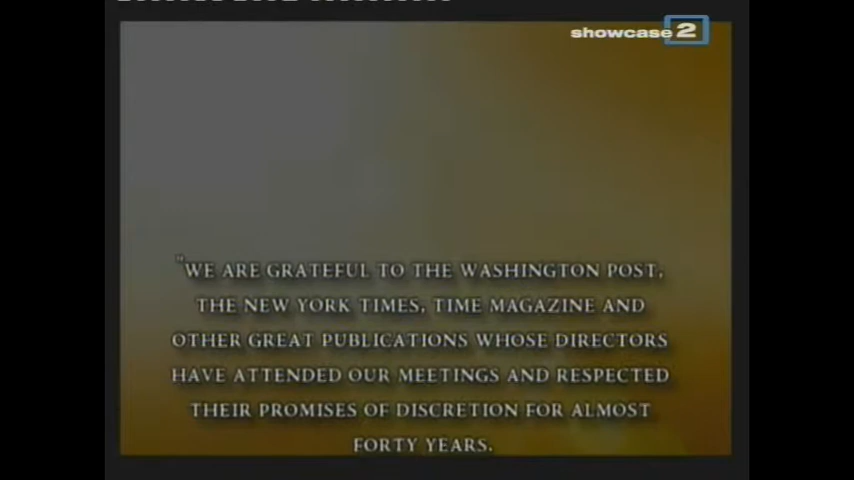 showcase 2
"WE ARE GRATEFUL TO THE WASHINGTON POST,
THE NEW YORK TIMES, TIME MAGAZINE AND
OTHER GREAT PUBLICATIONS WHOSE DIRECTORS
HAVE ATTENDED OUR MEETINGS AND RESPECTED
THEIR PROMISES OF DISCRETION FOR ALMOST
FORTY YEARS.